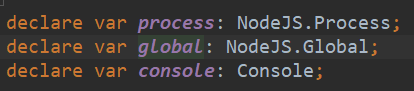 declare var process: NodeJS.Process;
declare var global: NodeJS.Global;
declare var console: Console;